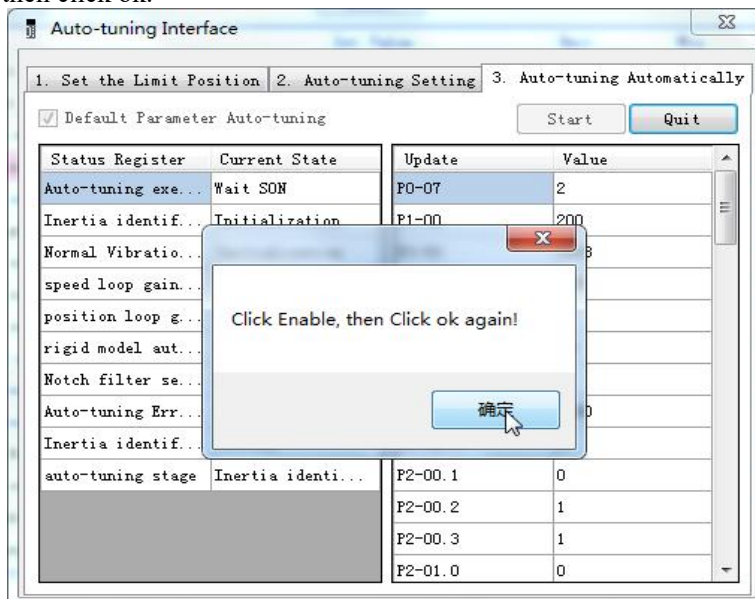 then click ok.
Auto-tuning Interface
1. Set the Limit Position 2. Auto-tuning Setting 3. Auto-tuning Automatically
Default Parameter Auto-tuning Start Quit
Status Register Current State Update Value
Auto-tuning exe... Wait SON P0-07 2
Inertia identif... Initialization P1-00 200
Normal Vibratio...
speed loop gain...
position loop g...
rigid model aut...
Notch filter se...
Auto-tuning Err...
Inertia identif...
Click Enable, then Click ok again!
确定
auto-tuning stage Inertia identi... P2-00.1 0
P2-00.2 1
P2-00.3 1
P2-01.0 0